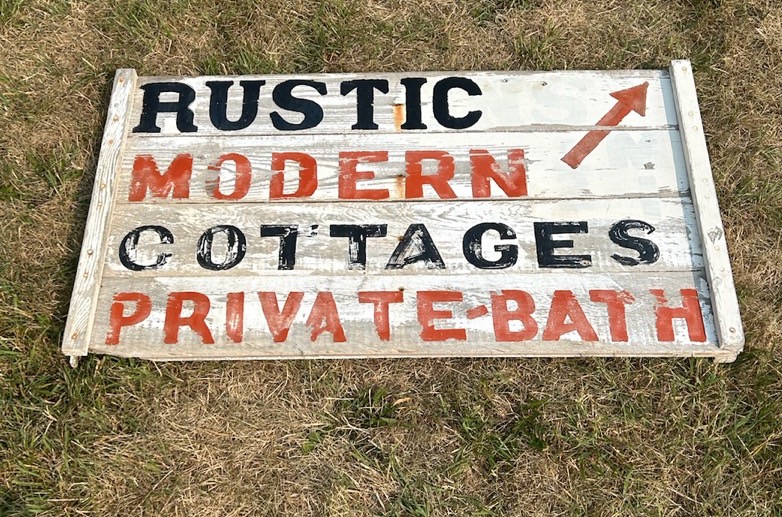 RUSTIC
MODERN
COTTAGES
PRIVATE-BATH